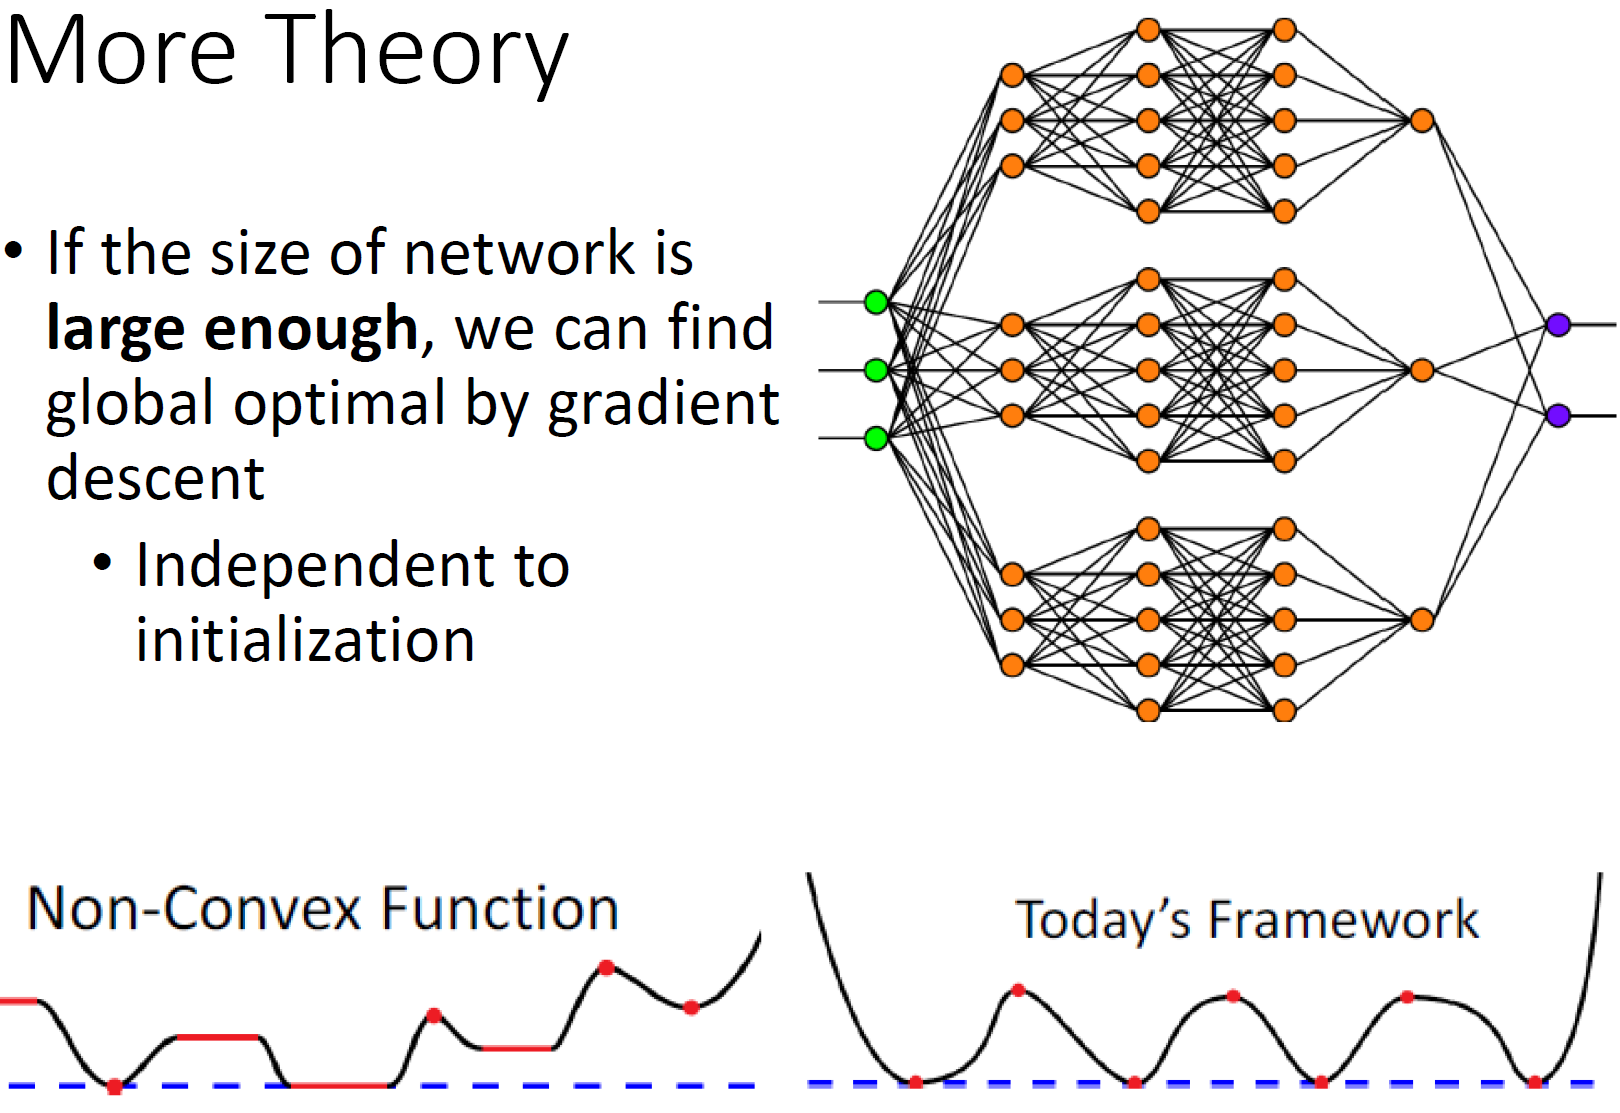 More Theory
• If the size of network is
large enough, we can find
global optimal by gradient
descent
• Independent to
initialization
Non-Convex Function
Today's Framework